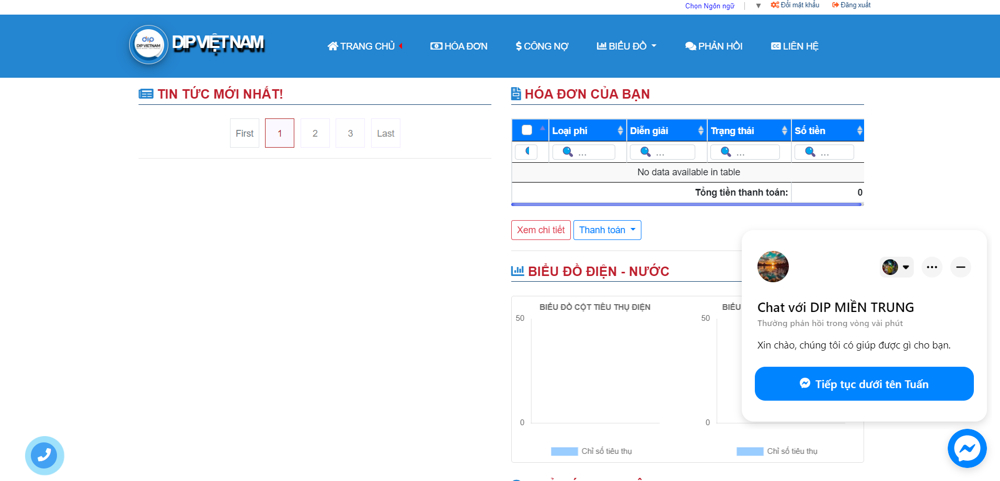 Chọn Ngôn ngữ | ▼ Đổi mật khẩu Đăng xuất
dip
DIP VIETNAM
DIP VIỆT NAM
TRANG CHỦ HÓA ĐƠN CÔNG NỢ BIỂU ĐỒ PHẢN HỒI LIÊN HỆ
TIN TỨC MỚI NHẤT!
First 1 2 3 Last
HÓA ĐƠN CỦA BẠN
Loại phí Diễn giải Trạng thái Số tiền
... ... ... ...
No data available in table
Tổng tiền thanh toán: 0
Xem chi tiết Thanh toán
BIỂU ĐỒ ĐIỆN - NƯỚC
BIỂU ĐỒ CỘT TIÊU THỤ ĐIỆN
50
0
Chỉ số tiêu thụ
BIỂU
50
0
Chỉ số tiêu thụ
Chat với DIP MIỀN TRUNG
Thường phản hồi trong vòng vài phút
Xin chào, chúng tôi có giúp được gì cho bạn.
Tiếp tục dưới tên Tuấn